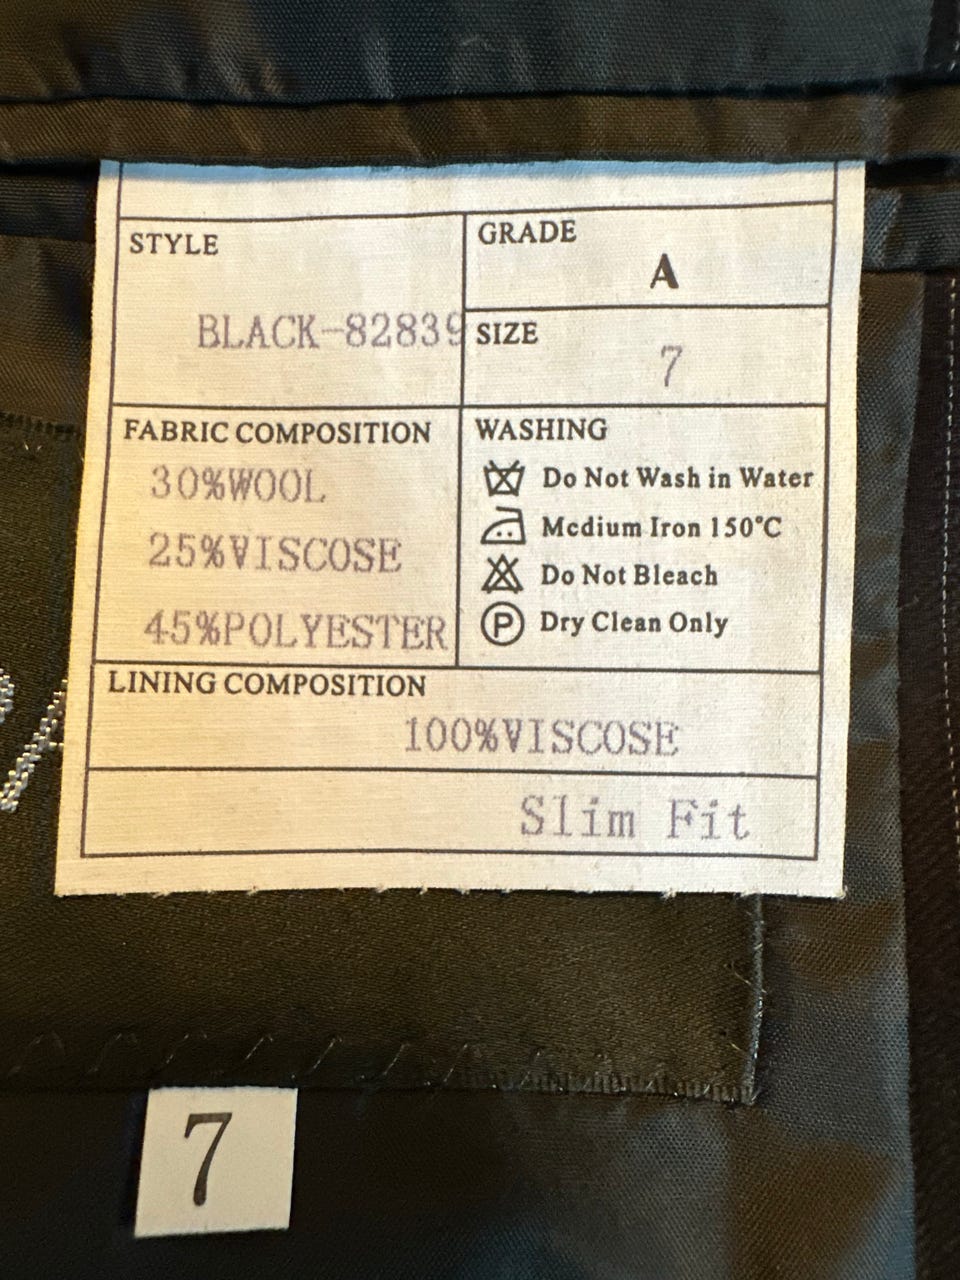 STYLE
BLACK-82839
GRADE
A
SIZE
7
FABRIC COMPOSITION
30%WOOL
25%VISCOSE
45%POLYESTER
WASHING
Do Not Wash in Water
Medium Iron 150°C
Do Not Bleach
P Dry Clean Only
LINING COMPOSITION
100%VISCOSE
Slim Fit
7